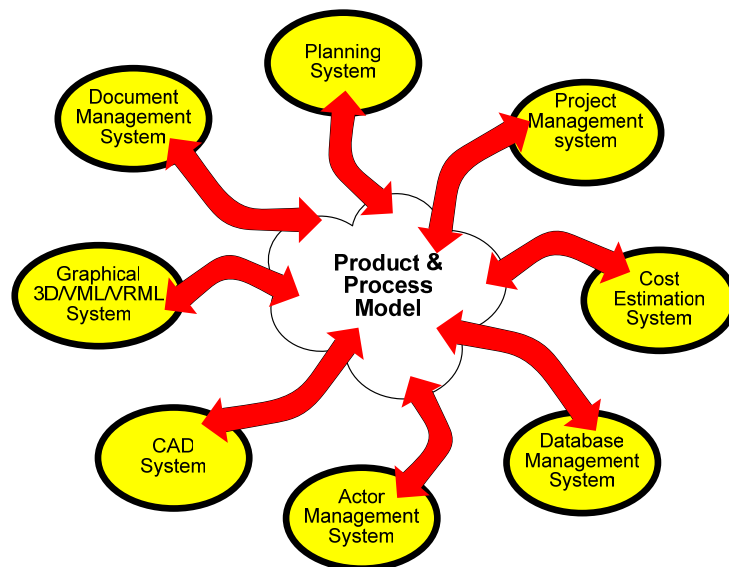 Planning
System
Document
Management
System
Project
Management
system
Product &
Process
Model
Graphical
3D/VML/VRML
System
Cost
Estimation
System
CAD
System
Database
Management
System
Actor
Management
System